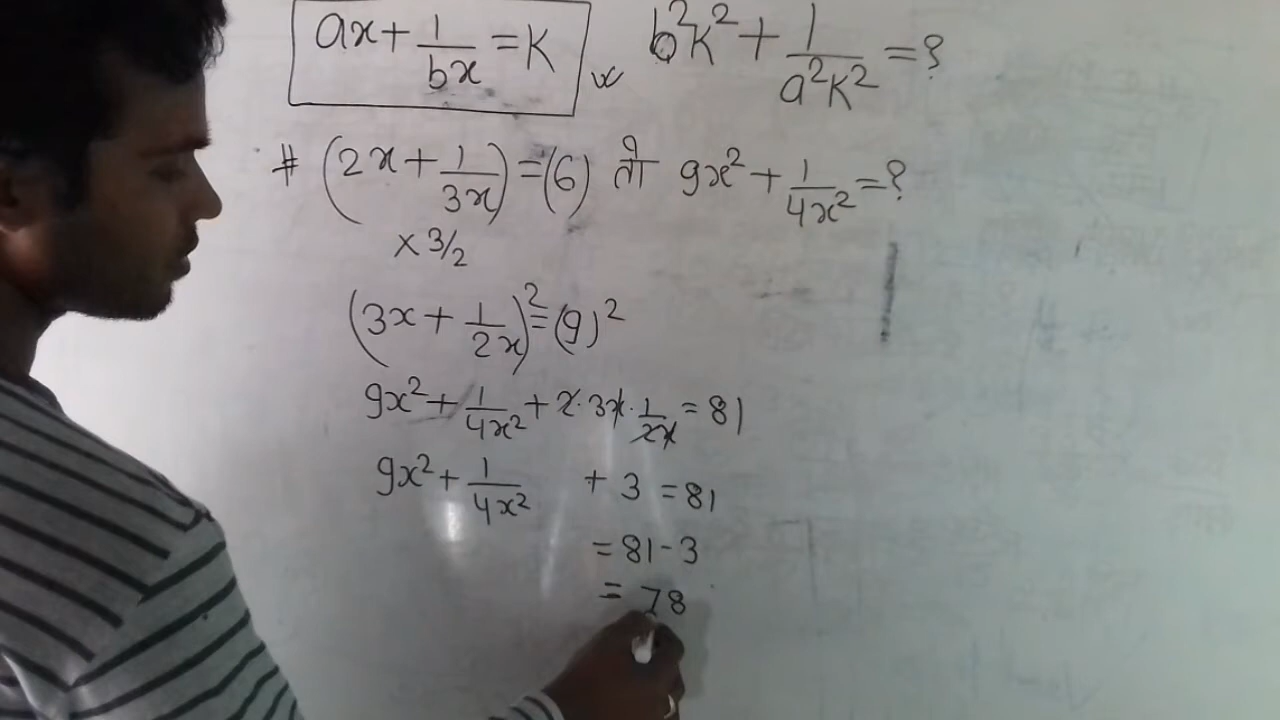 ax + 1/bx = K b²K² + 1/a²K² = ?
# (2x + 1/3x) = (6) तो 9x² + 1/4x² = ?
× 3/2
(3x + 1/2x)² = (9)²
9x² + 1/4x² + 2·3x·1/2x = 81
9x² + 1/4x² + 3 = 81
= 81 - 3
= 78